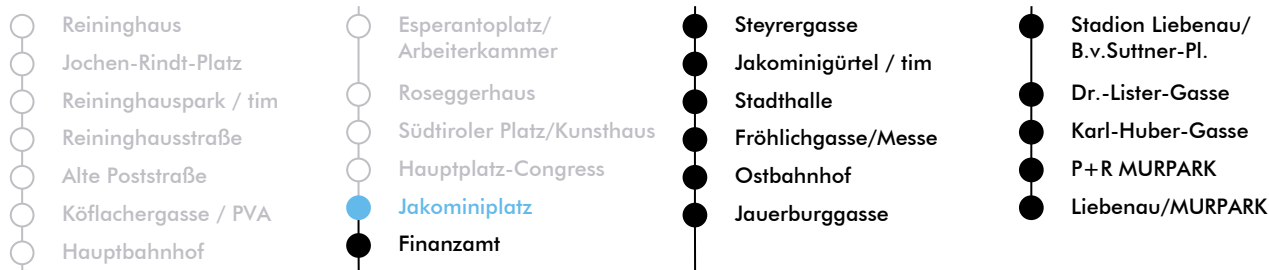 Reininghaus
Jochen-Rindt-Platz
Reininghauspark / tim
Reininghausstraße
Alte Poststraße
Köflachergasse / PVA
Hauptbahnhof
Esperantoplatz/
Arbeiterkammer
Roseggerhaus
Südtiroler Platz/Kunsthaus
Hauptplatz-Congress
Jakominiplatz
Finanzamt
Steyrergasse
Jakominigürtel / tim
Stadthalle
Fröhlichgasse/Messe
Ostbahnhof
Jauerburggasse
Stadion Liebenau/
B.v.Suttner-Pl.
Dr.-Lister-Gasse
Karl-Huber-Gasse
P+R MURPARK
Liebenau/MURPARK